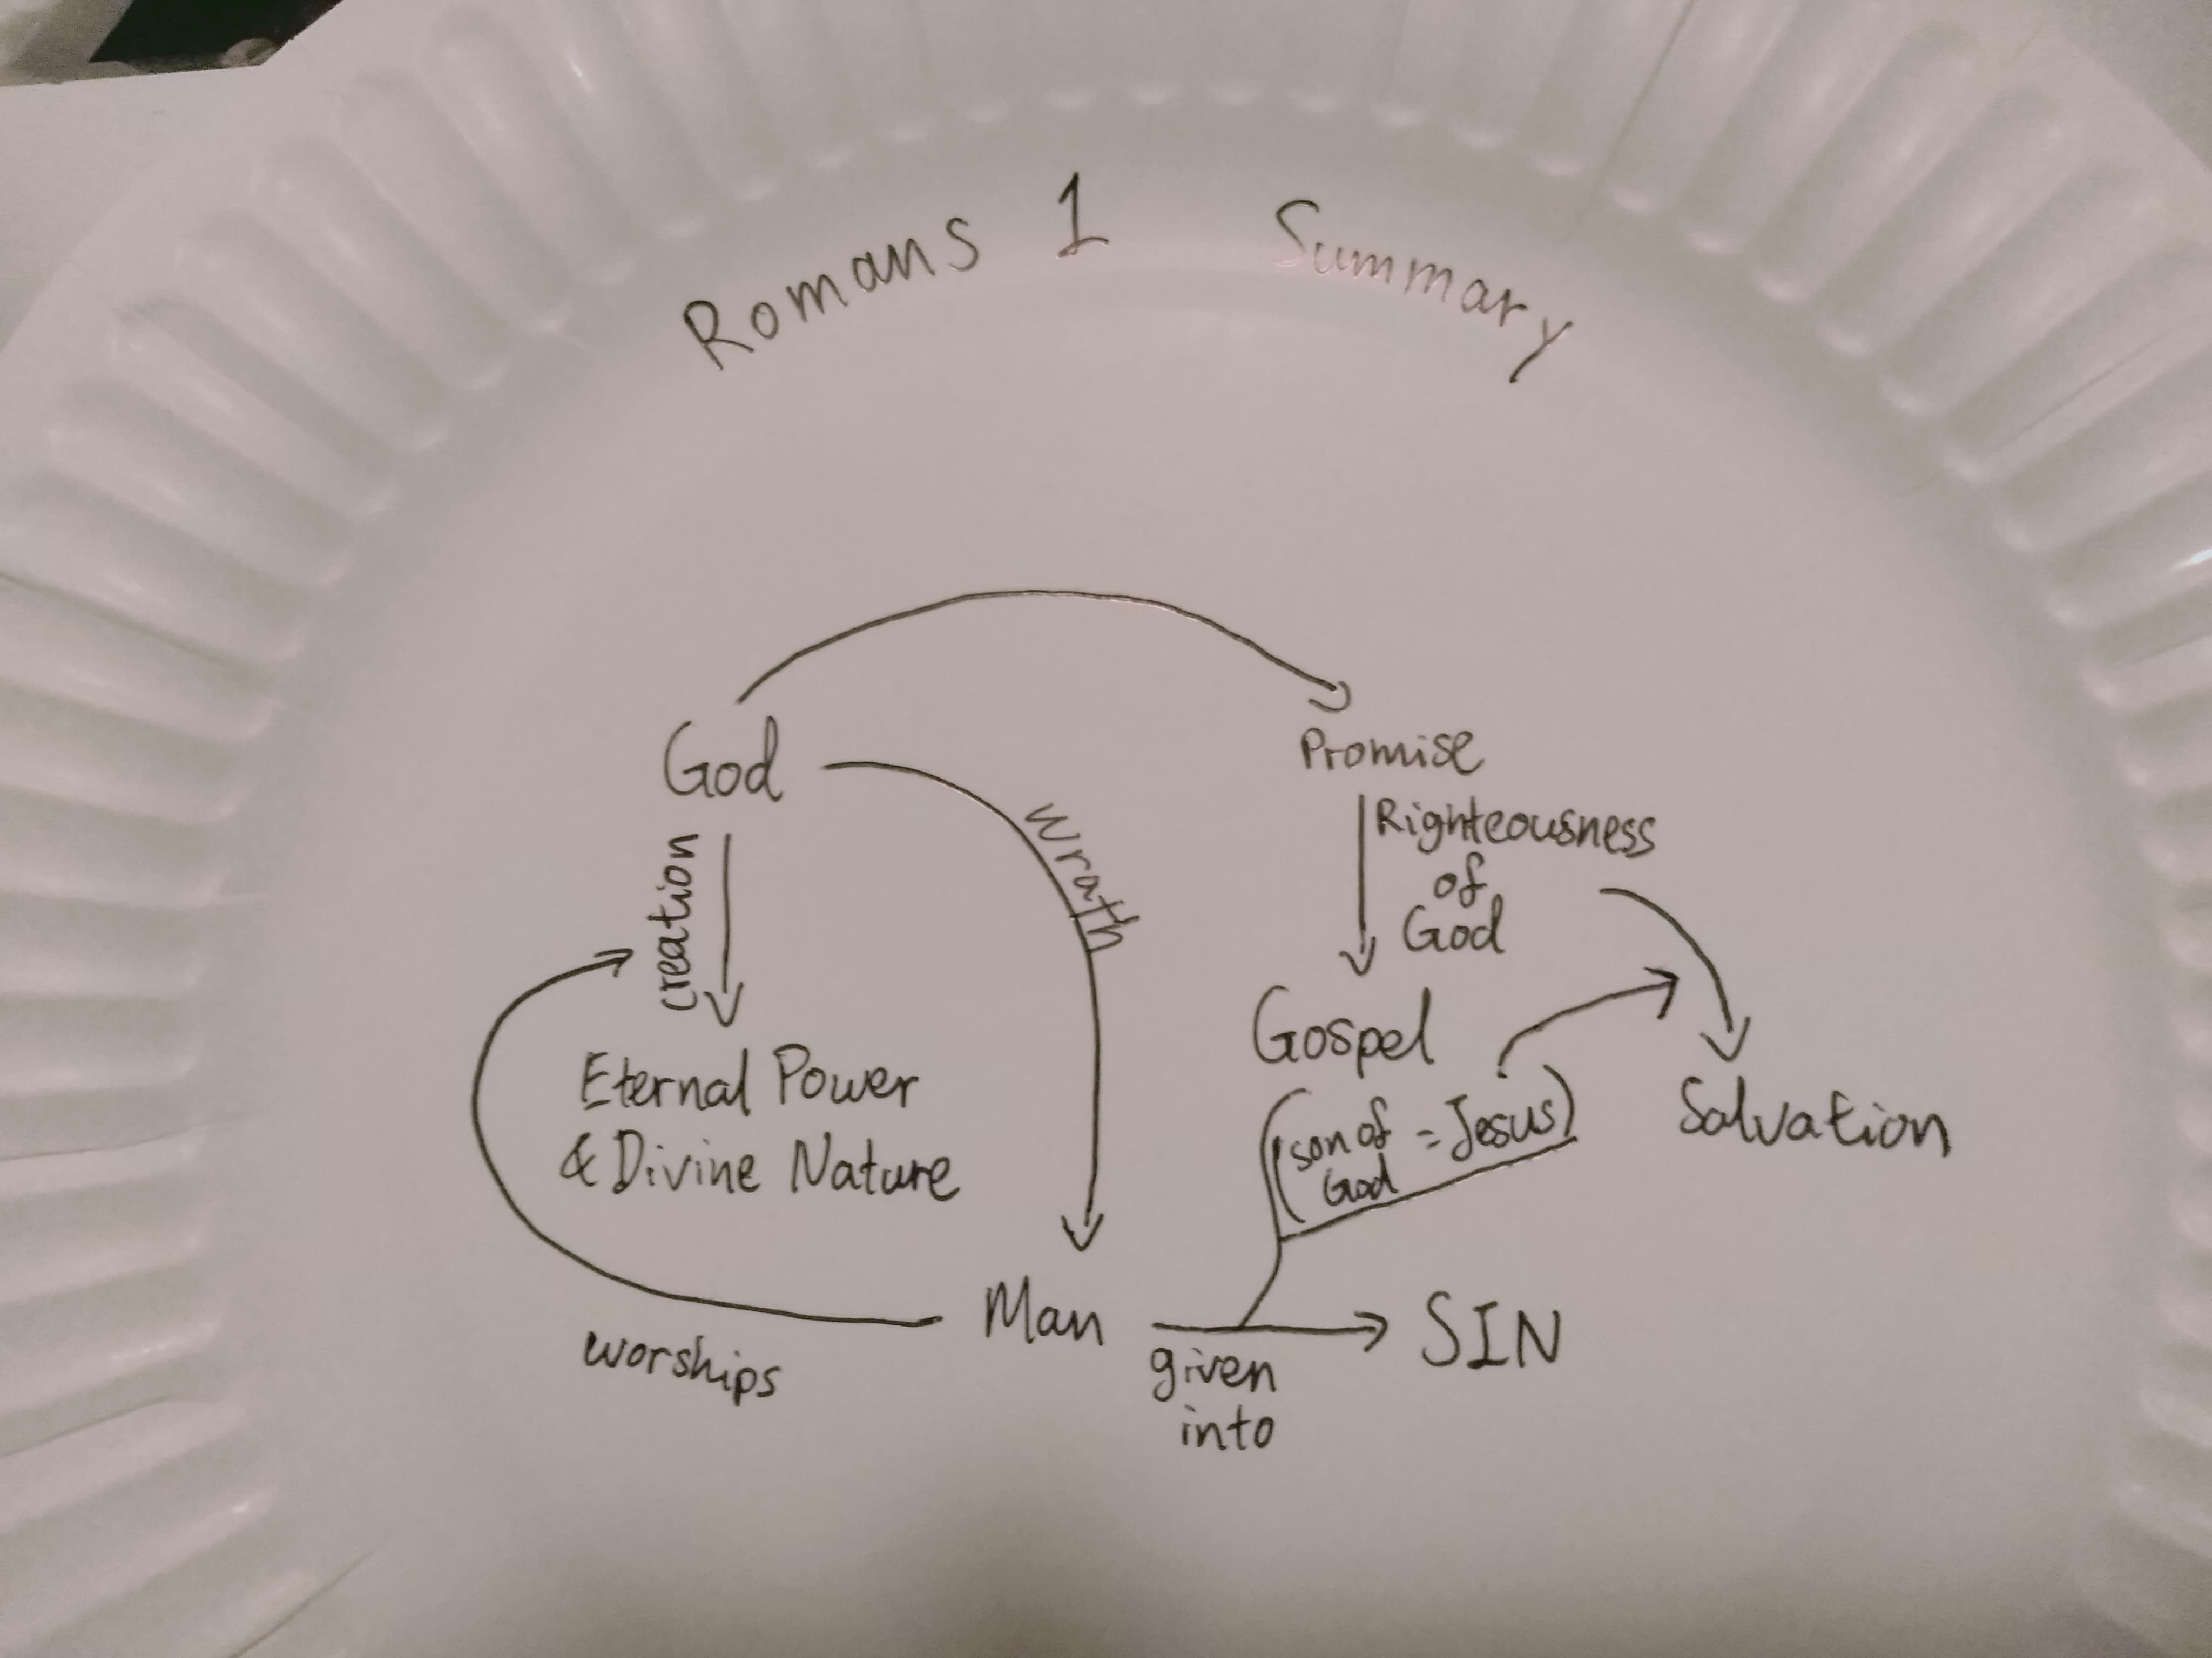 Romans 1 Summary
God
Promise
creation
wrath
Righteousness
of
God
Eternal Power
& Divine Nature
Gospel
(son of = Jesus)
God
Salvation
Man
SIN
worships
given
into